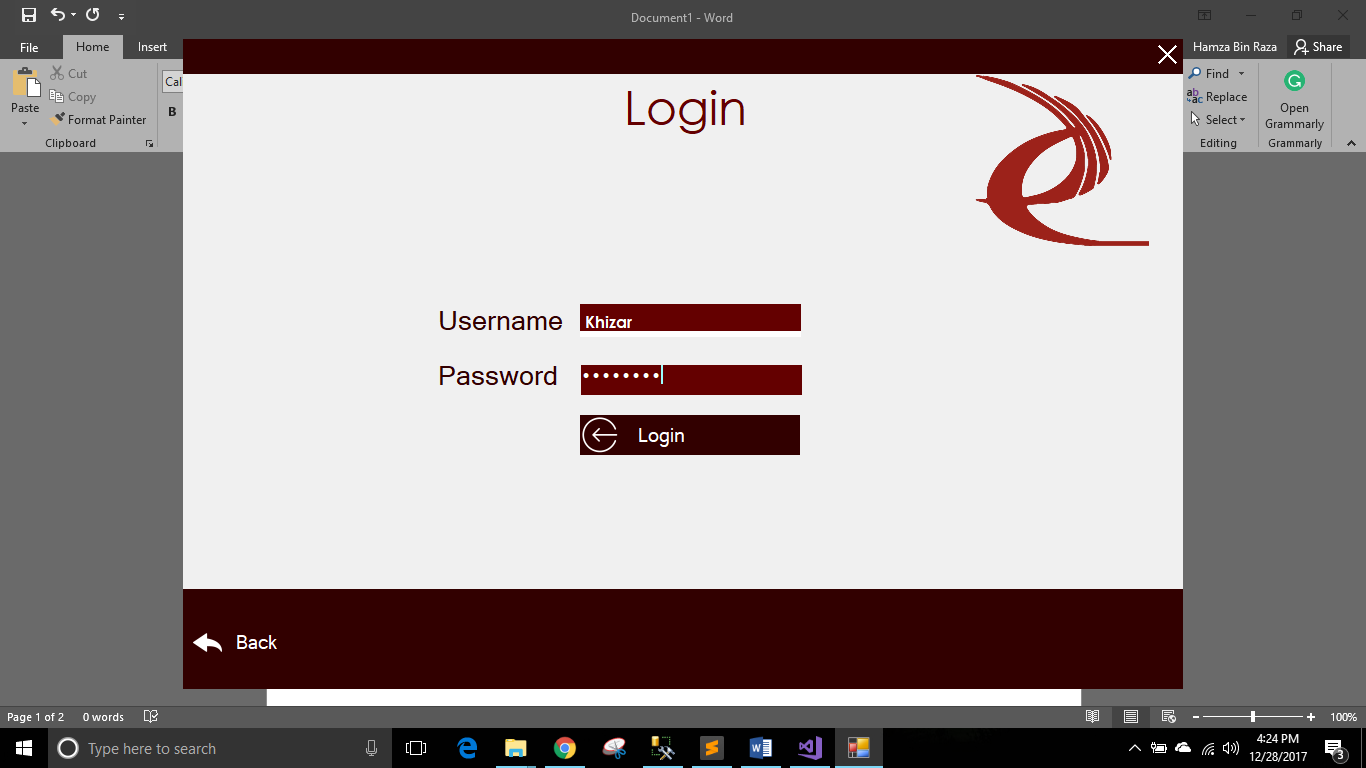 Document1 - Word
File Home Insert Hamza Bin Raza Share
Cut
Copy
Format Painter
Paste
Clipboard
Cal
B
Find
Replace
Select
Editing
Open
Grammarly
Grammarly
Login
Username Khizar
Password ••••••••
Login
Back
Page 1 of 2 0 words 100%
Type here to search
4:24 PM
12/28/2017
3